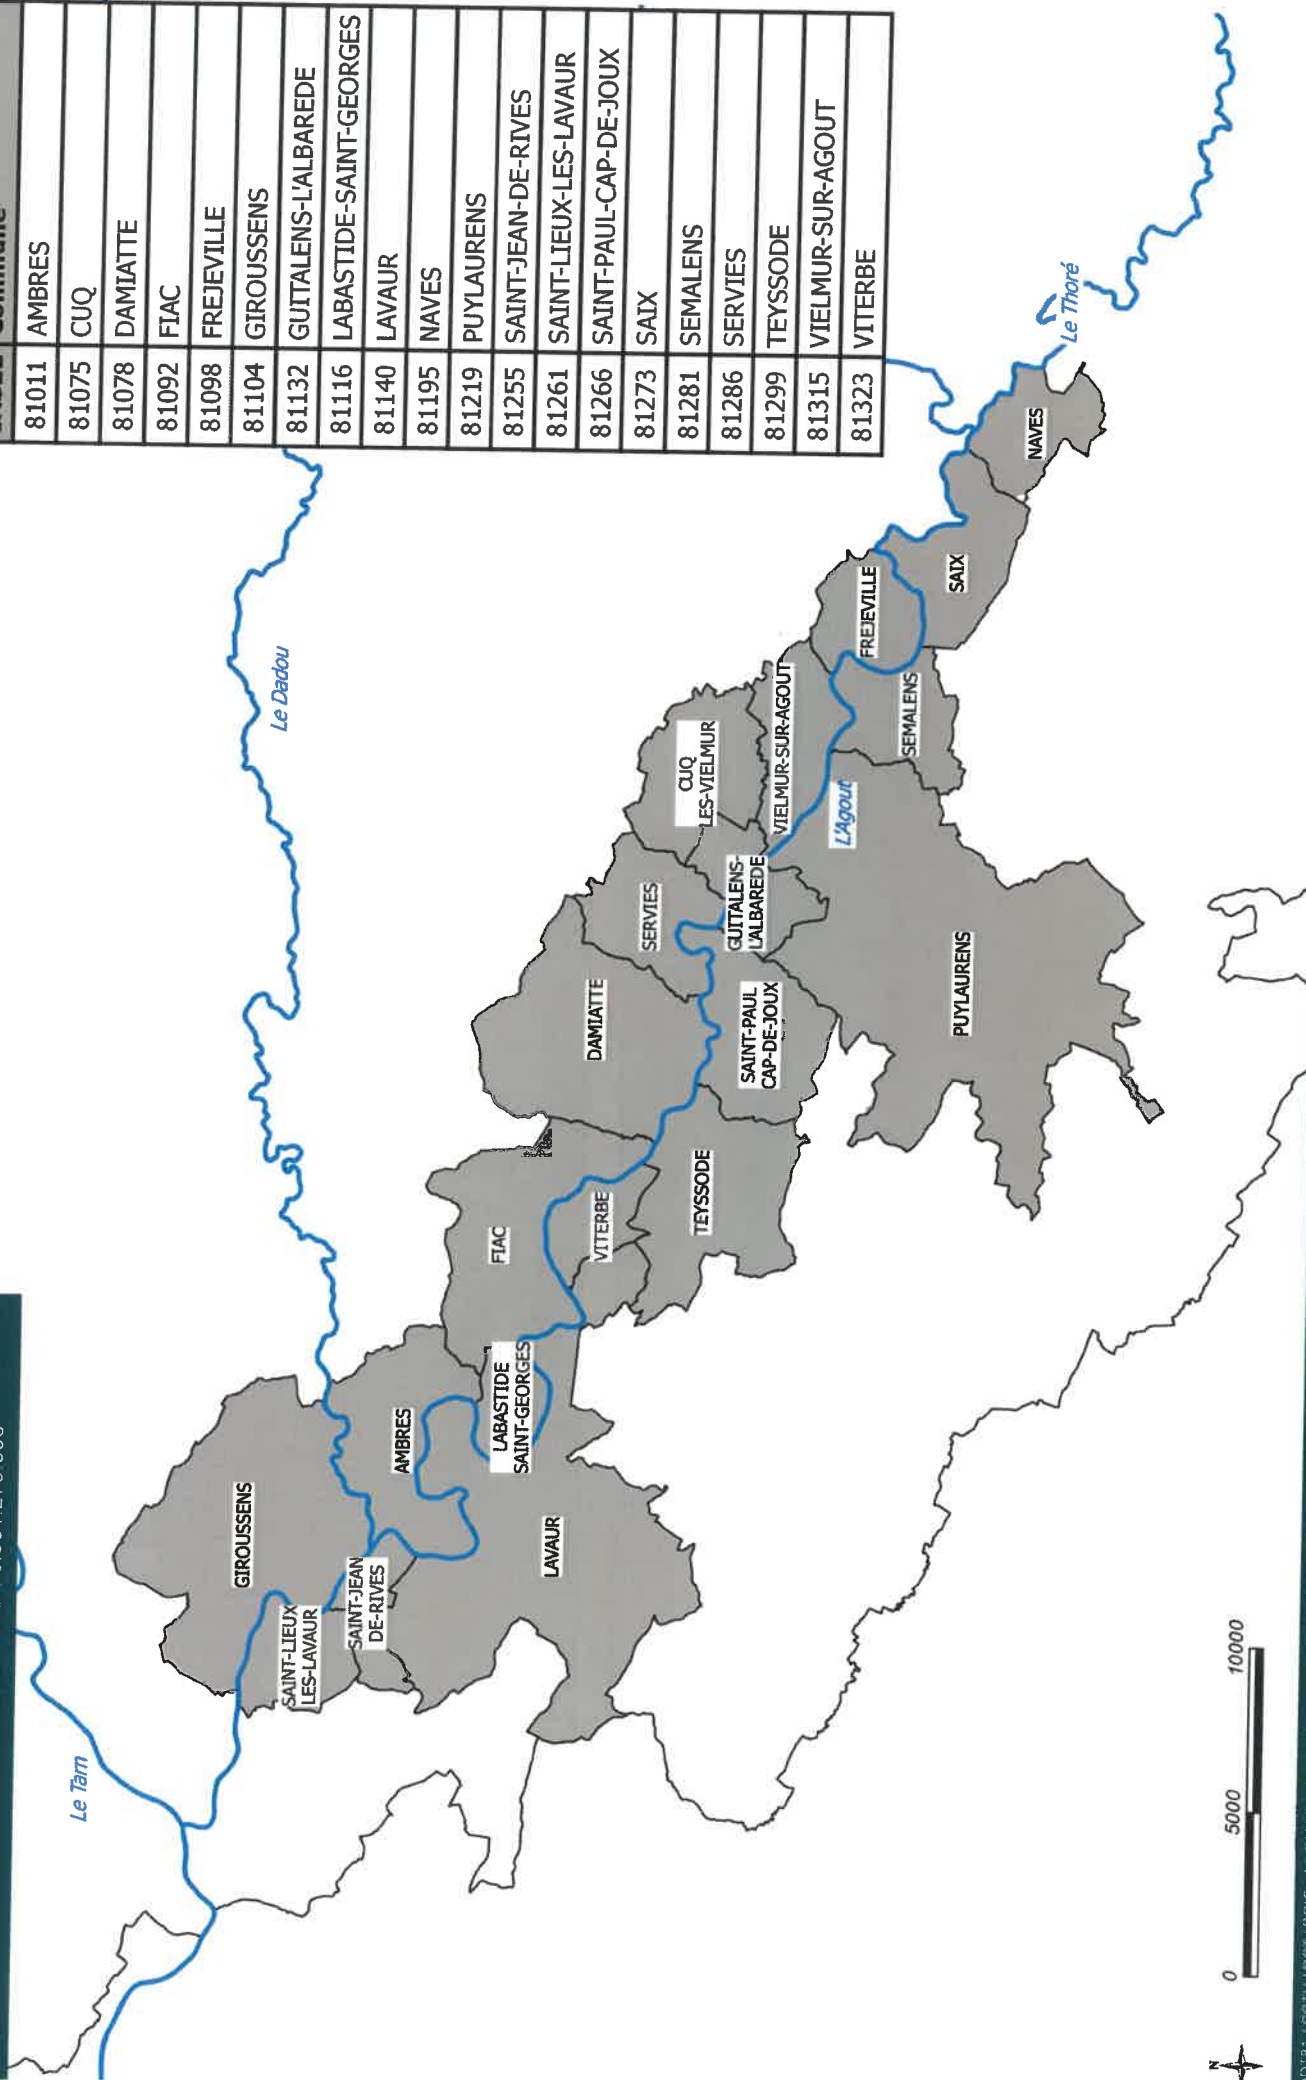 81011 AMBRES
81075 CUQ
81078 DAMIATTE
81092 FIAC
81098 FREJEVILLE
81104 GIROUSSENS
81132 GUITALENS-L'ALBAREDE
81116 LABASTIDE-SAINT-GEORGES
81140 LAVAUR
81195 NAVES
81219 PUYLAURENS
81255 SAINT-JEAN-DE-RIVES
81261 SAINT-LIEUX-LES-LAVAUR
81266 SAINT-PAUL-CAP-DE-JOUX
81273 SAIX
81281 SEMALENS
81286 SERVIES
81299 TEYSSODE
81315 VIELMUR-SUR-AGOUT
81323 VITERBE
Le Tarn
Le Dadou
GIROUSSENS
SAINT-LIEUX
LES-LAVAUR
SAINT-JEAN
DE-RIVES
AMBRES
LABASTIDE
SAINT-GEORGES
LAVAUR
FIAC
VITERBE
TEYSSODE
DAMIATTE
SERVIES
SAINT-PAUL
CAP-DE-JOUX
GUITALENS-
L'ALBAREDE
CUQ
LES-VIELMUR
VIELMUR-SUR-AGOUT
L'Agout
PUYLAURENS
SEMALENS
FREJEVILLE
SAIX
NAVES
Le Thoré
N
0 5000 10000